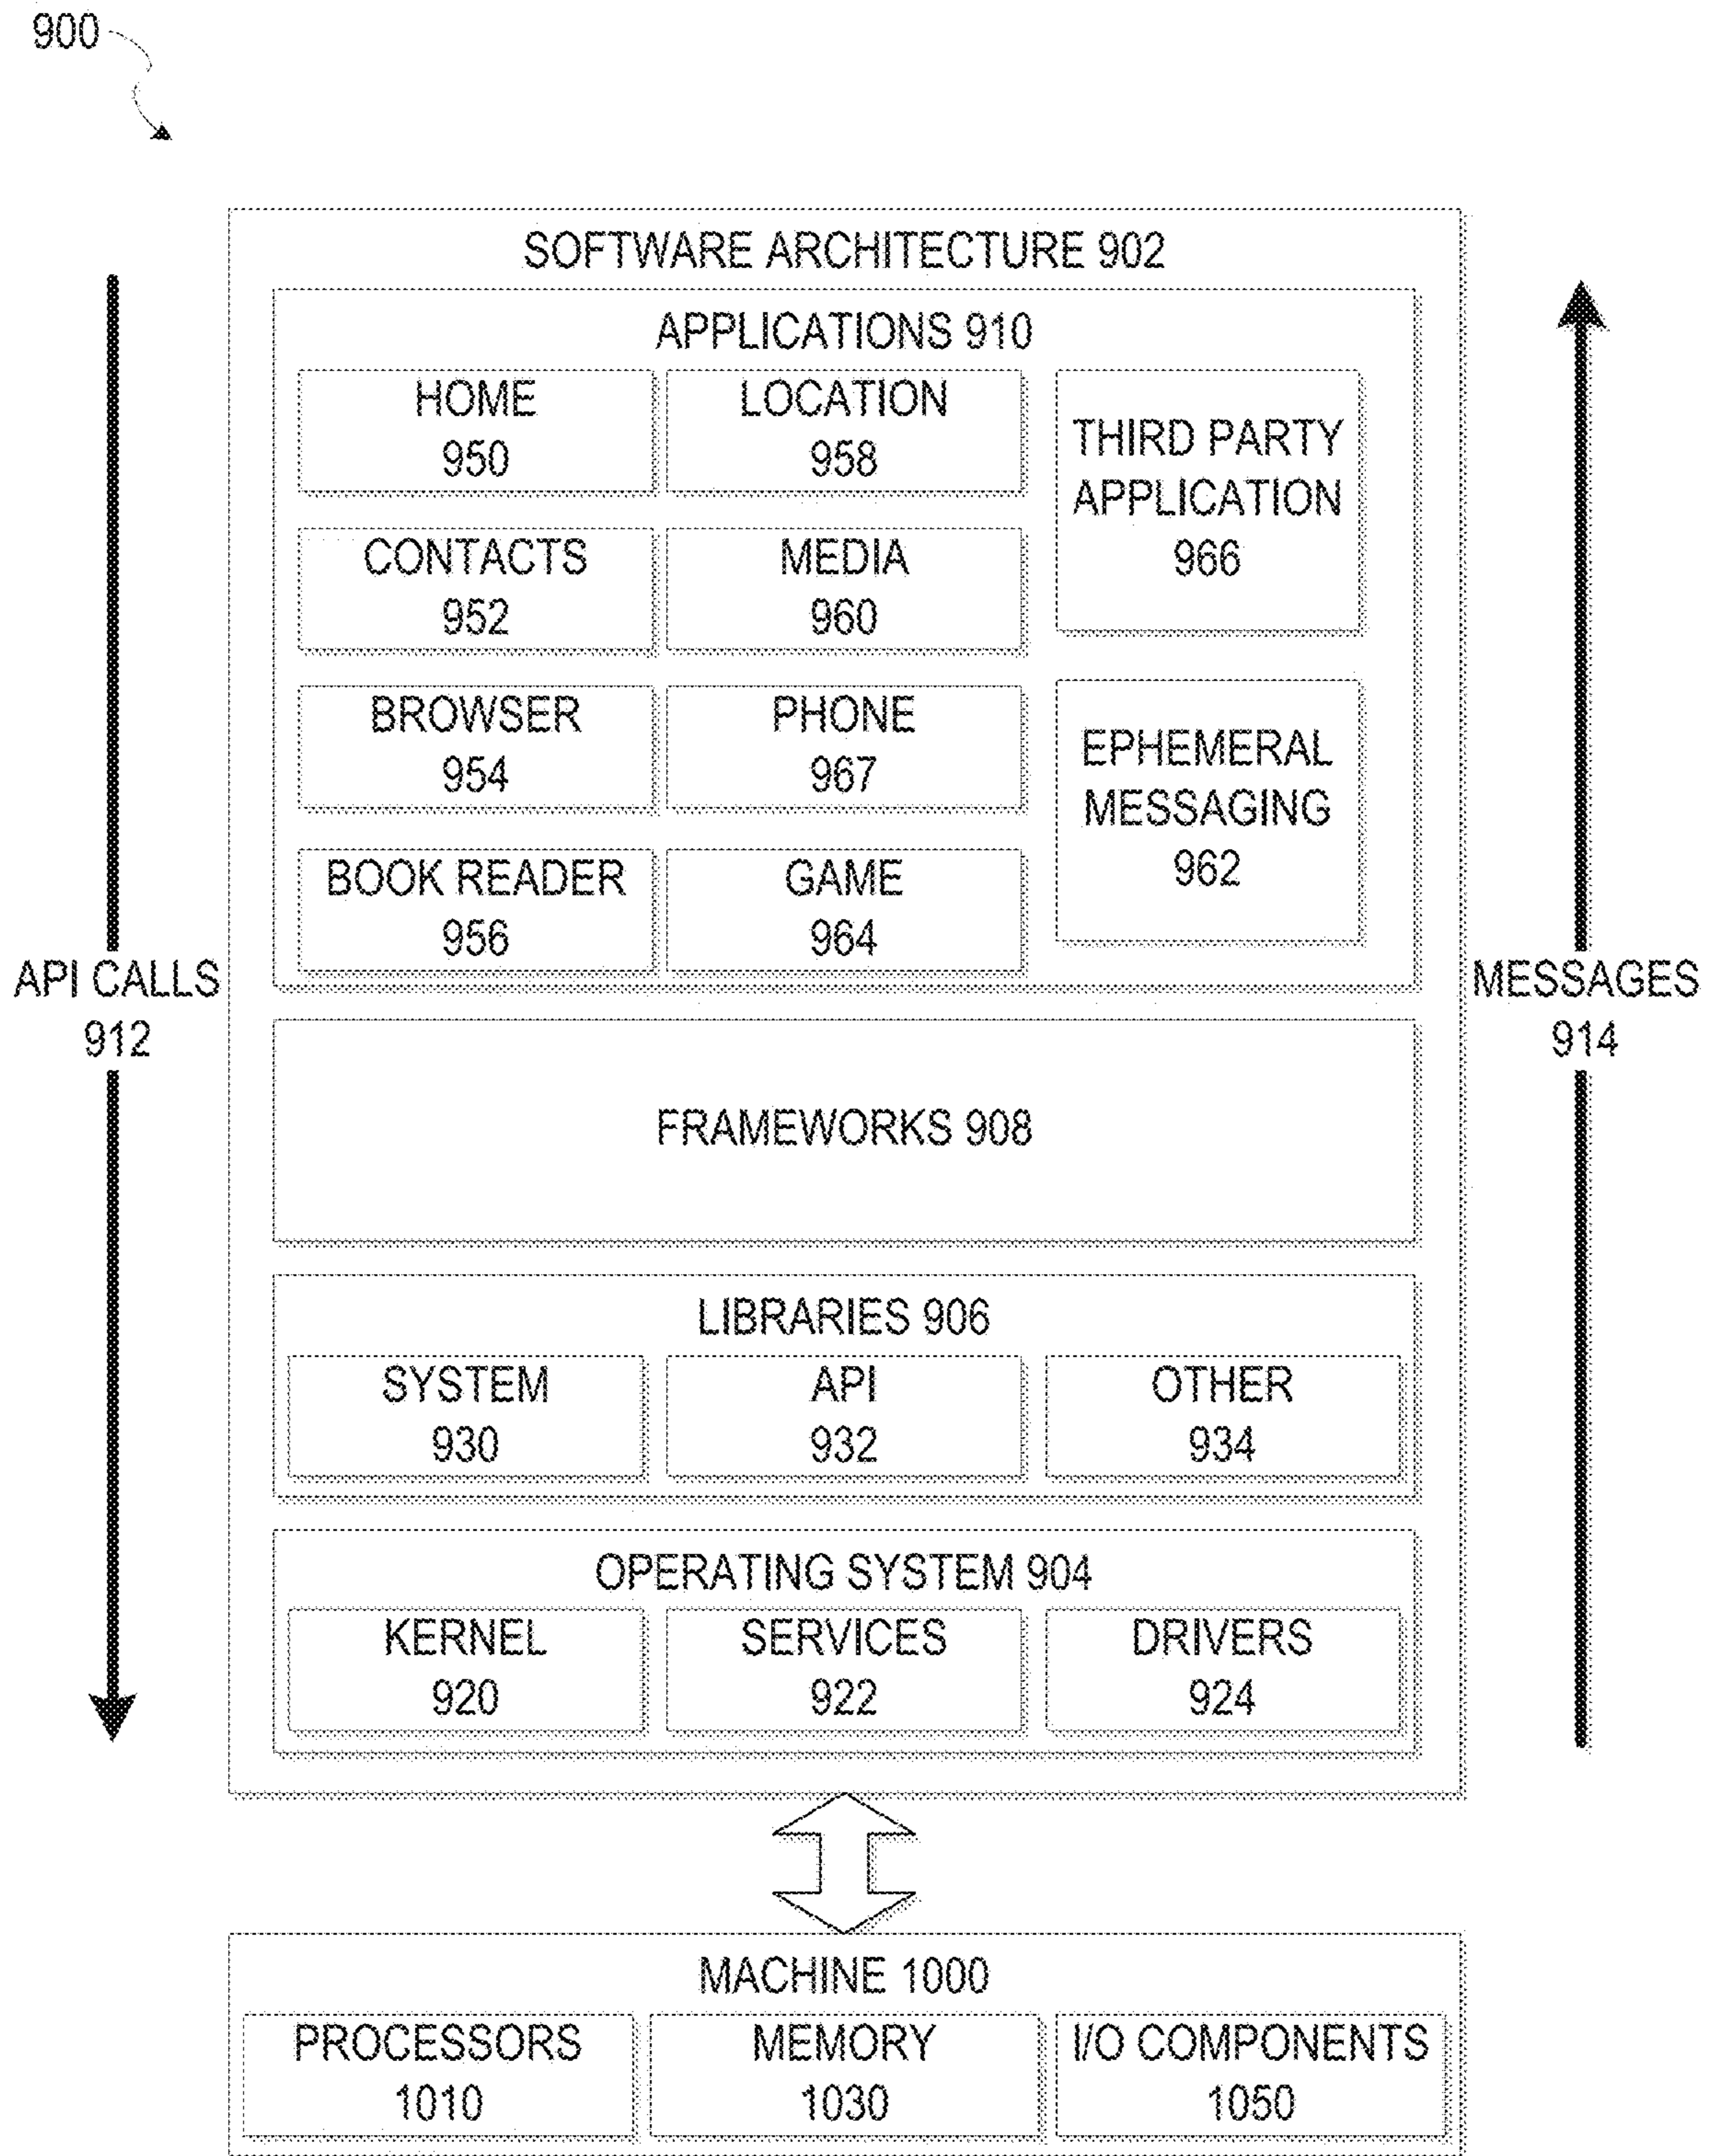 900
SOFTWARE ARCHITECTURE 902
APPLICATIONS 910
HOME
950
LOCATION
958
THIRD PARTY
APPLICATION
966
CONTACTS
952
MEDIA
960
BROWSER
954
PHONE
967
EPHEMERAL
MESSAGING
962
BOOK READER
956
GAME
964
API CALLS
912
MESSAGES
914
FRAMEWORKS 908
LIBRARIES 906
SYSTEM
930
API
932
OTHER
934
OPERATING SYSTEM 904
KERNEL
920
SERVICES
922
DRIVERS
924
MACHINE 1000
PROCESSORS
1010
MEMORY
1030
I/O COMPONENTS
1050